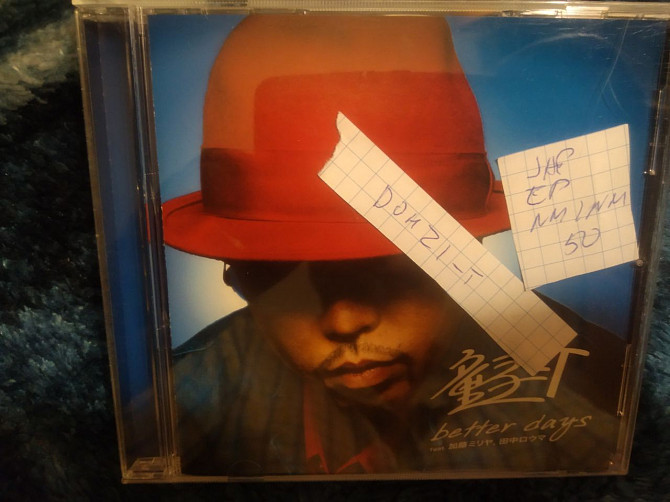 DOHZI-T
JAP
EP
NM/NM
50
童子-T
better days
feat. 加藤ミリヤ, 田中ロウマ